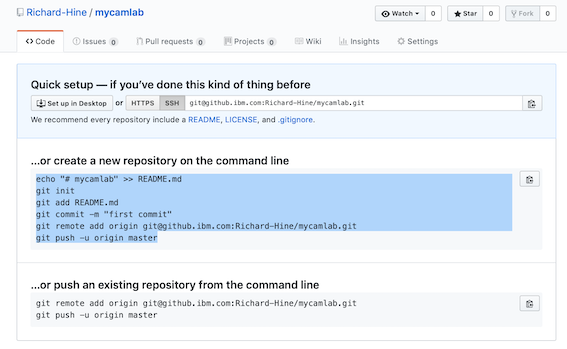 Richard-Hine / mycamlab
Watch 0 Star 0 Fork 0
Code Issues 0 Pull requests 0 Projects 0 Wiki Insights Settings
Quick setup — if you've done this kind of thing before
Set up in Desktop or HTTPS SSH git@github.ibm.com:Richard-Hine/mycamlab.git
We recommend every repository include a README, LICENSE, and .gitignore.
...or create a new repository on the command line
echo "# mycamlab" >> README.md
git init
git add README.md
git commit -m "first commit"
git remote add origin git@github.ibm.com:Richard-Hine/mycamlab.git
git push -u origin master
...or push an existing repository from the command line
git remote add origin git@github.ibm.com:Richard-Hine/mycamlab.git
git push -u origin master